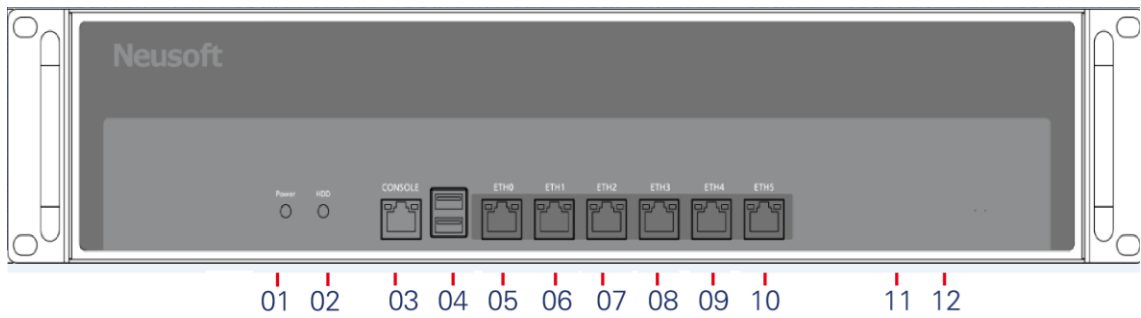 Neusoft
Power HDD CONSOLE ETH0 ETH1 ETH2 ETH3 ETH4 ETH5
01 02 03 04 05 06 07 08 09 10 11 12